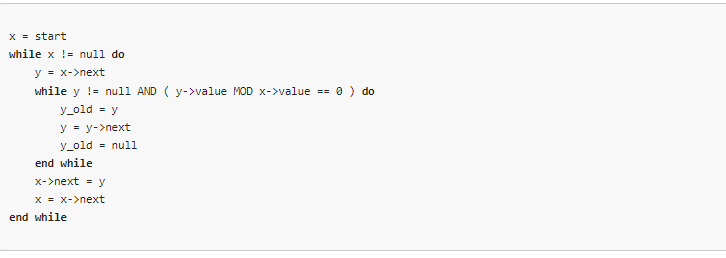 x = start
while x != null do
    y = x->next
    while y != null AND ( y->value MOD x->value == 0 ) do
        y_old = y
        y = y->next
        y_old = null
    end while
    x->next = y
    x = x->next
end while